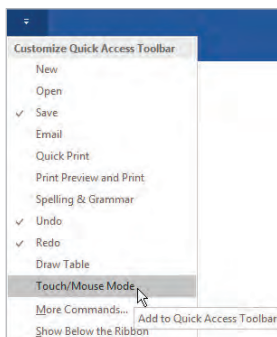 Customize Quick Access Toolbar
New
Open
Save
Email
Quick Print
Print Preview and Print
Spelling & Grammar
Undo
Redo
Draw Table
Touch/Mouse Mode
More Commands...
Add to Quick Access Toolbar
Show Below the Ribbon